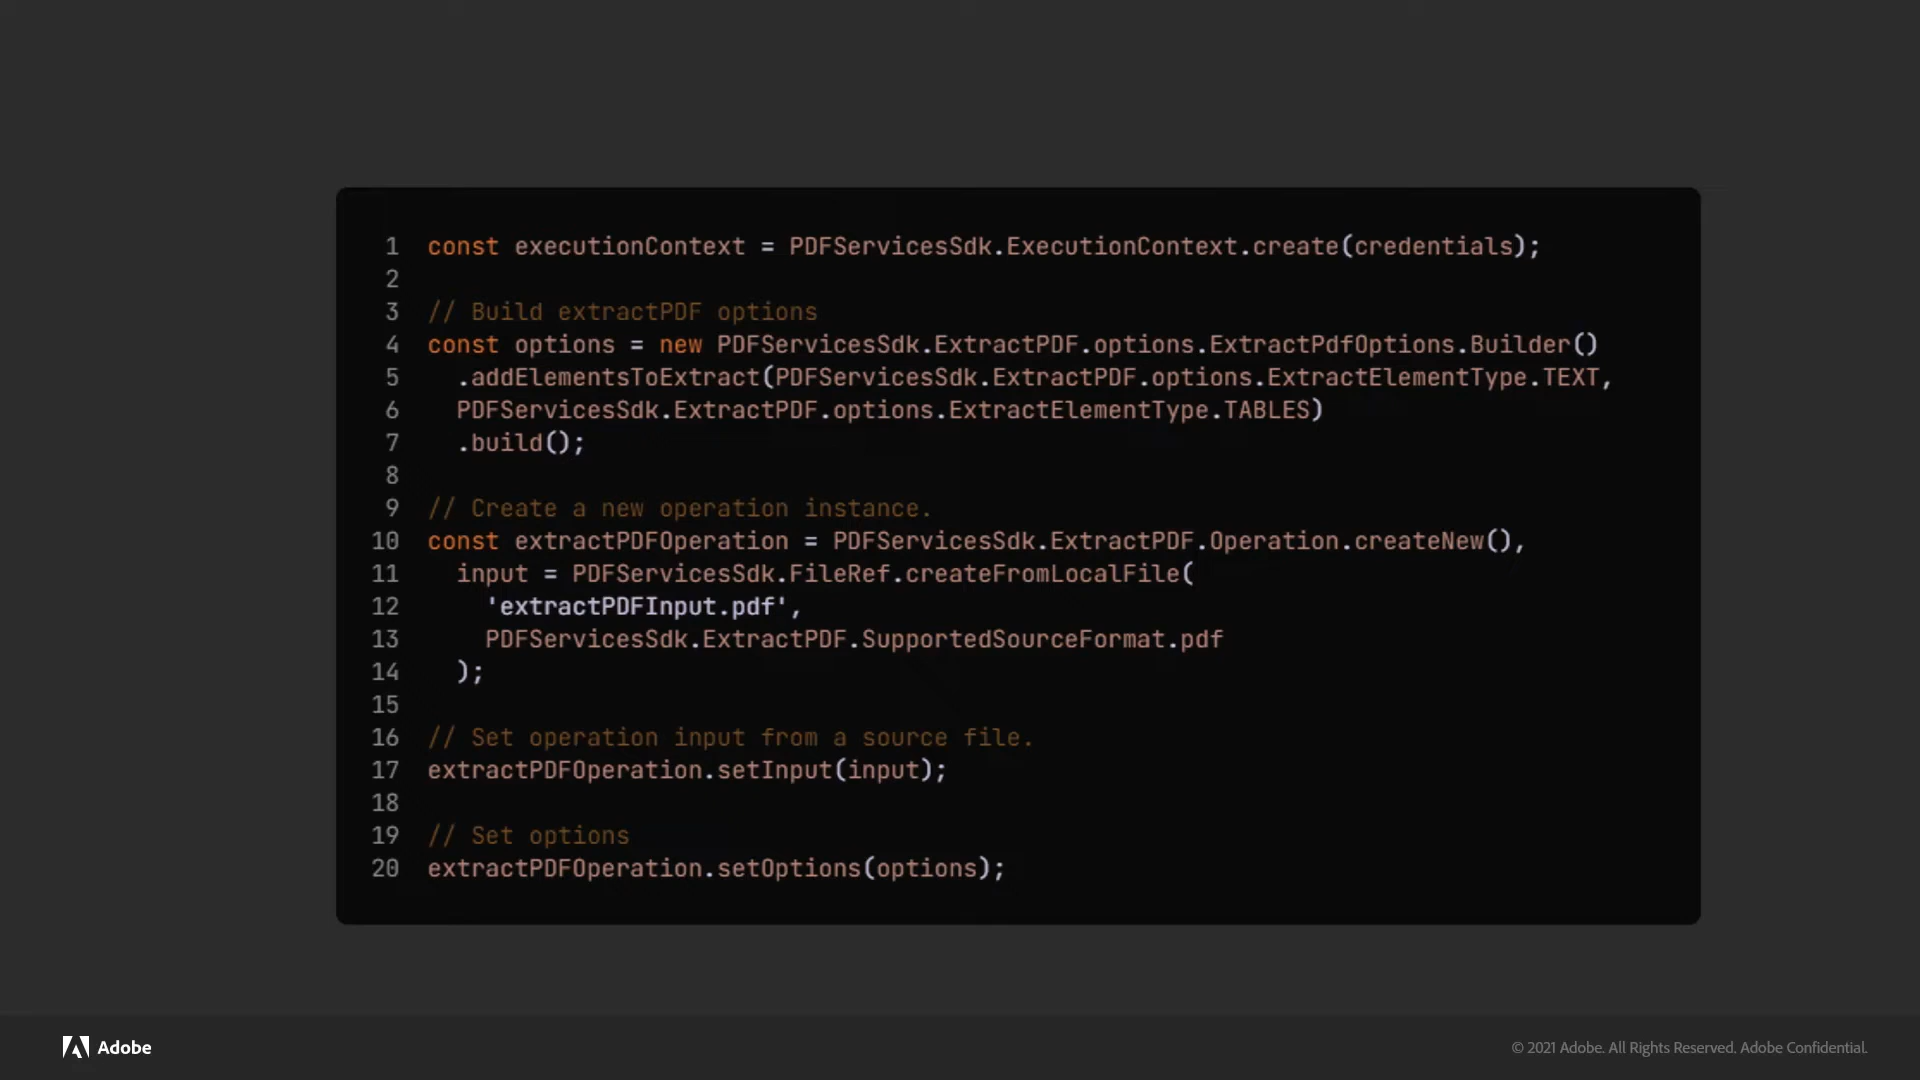 1 const executionContext = PDFServicesSdk.ExecutionContext.create(credentials);
2
3 // Build extractPDF options
4 const options = new PDFServicesSdk.ExtractPDF.options.ExtractPdfOptions.Builder()
5 .addElementsToExtract(PDFServicesSdk.ExtractPDF.options.ExtractElementType.TEXT,
6 PDFServicesSdk.ExtractPDF.options.ExtractElementType.TABLES)
7 .build();
8
9 // Create a new operation instance.
10 const extractPDFOperation = PDFServicesSdk.ExtractPDF.Operation.createNew(),
11 input = PDFServicesSdk.FileRef.createFromLocalFile(
12 'extractPDFInput.pdf',
13 PDFServicesSdk.ExtractPDF.SupportedSourceFormat.pdf
14 );
15
16 // Set operation input from a source file.
17 extractPDFOperation.setInput(input);
18
19 // Set options
20 extractPDFOperation.setOptions(options);
Adobe
© 2021 Adobe. All Rights Reserved. Adobe Confidential.